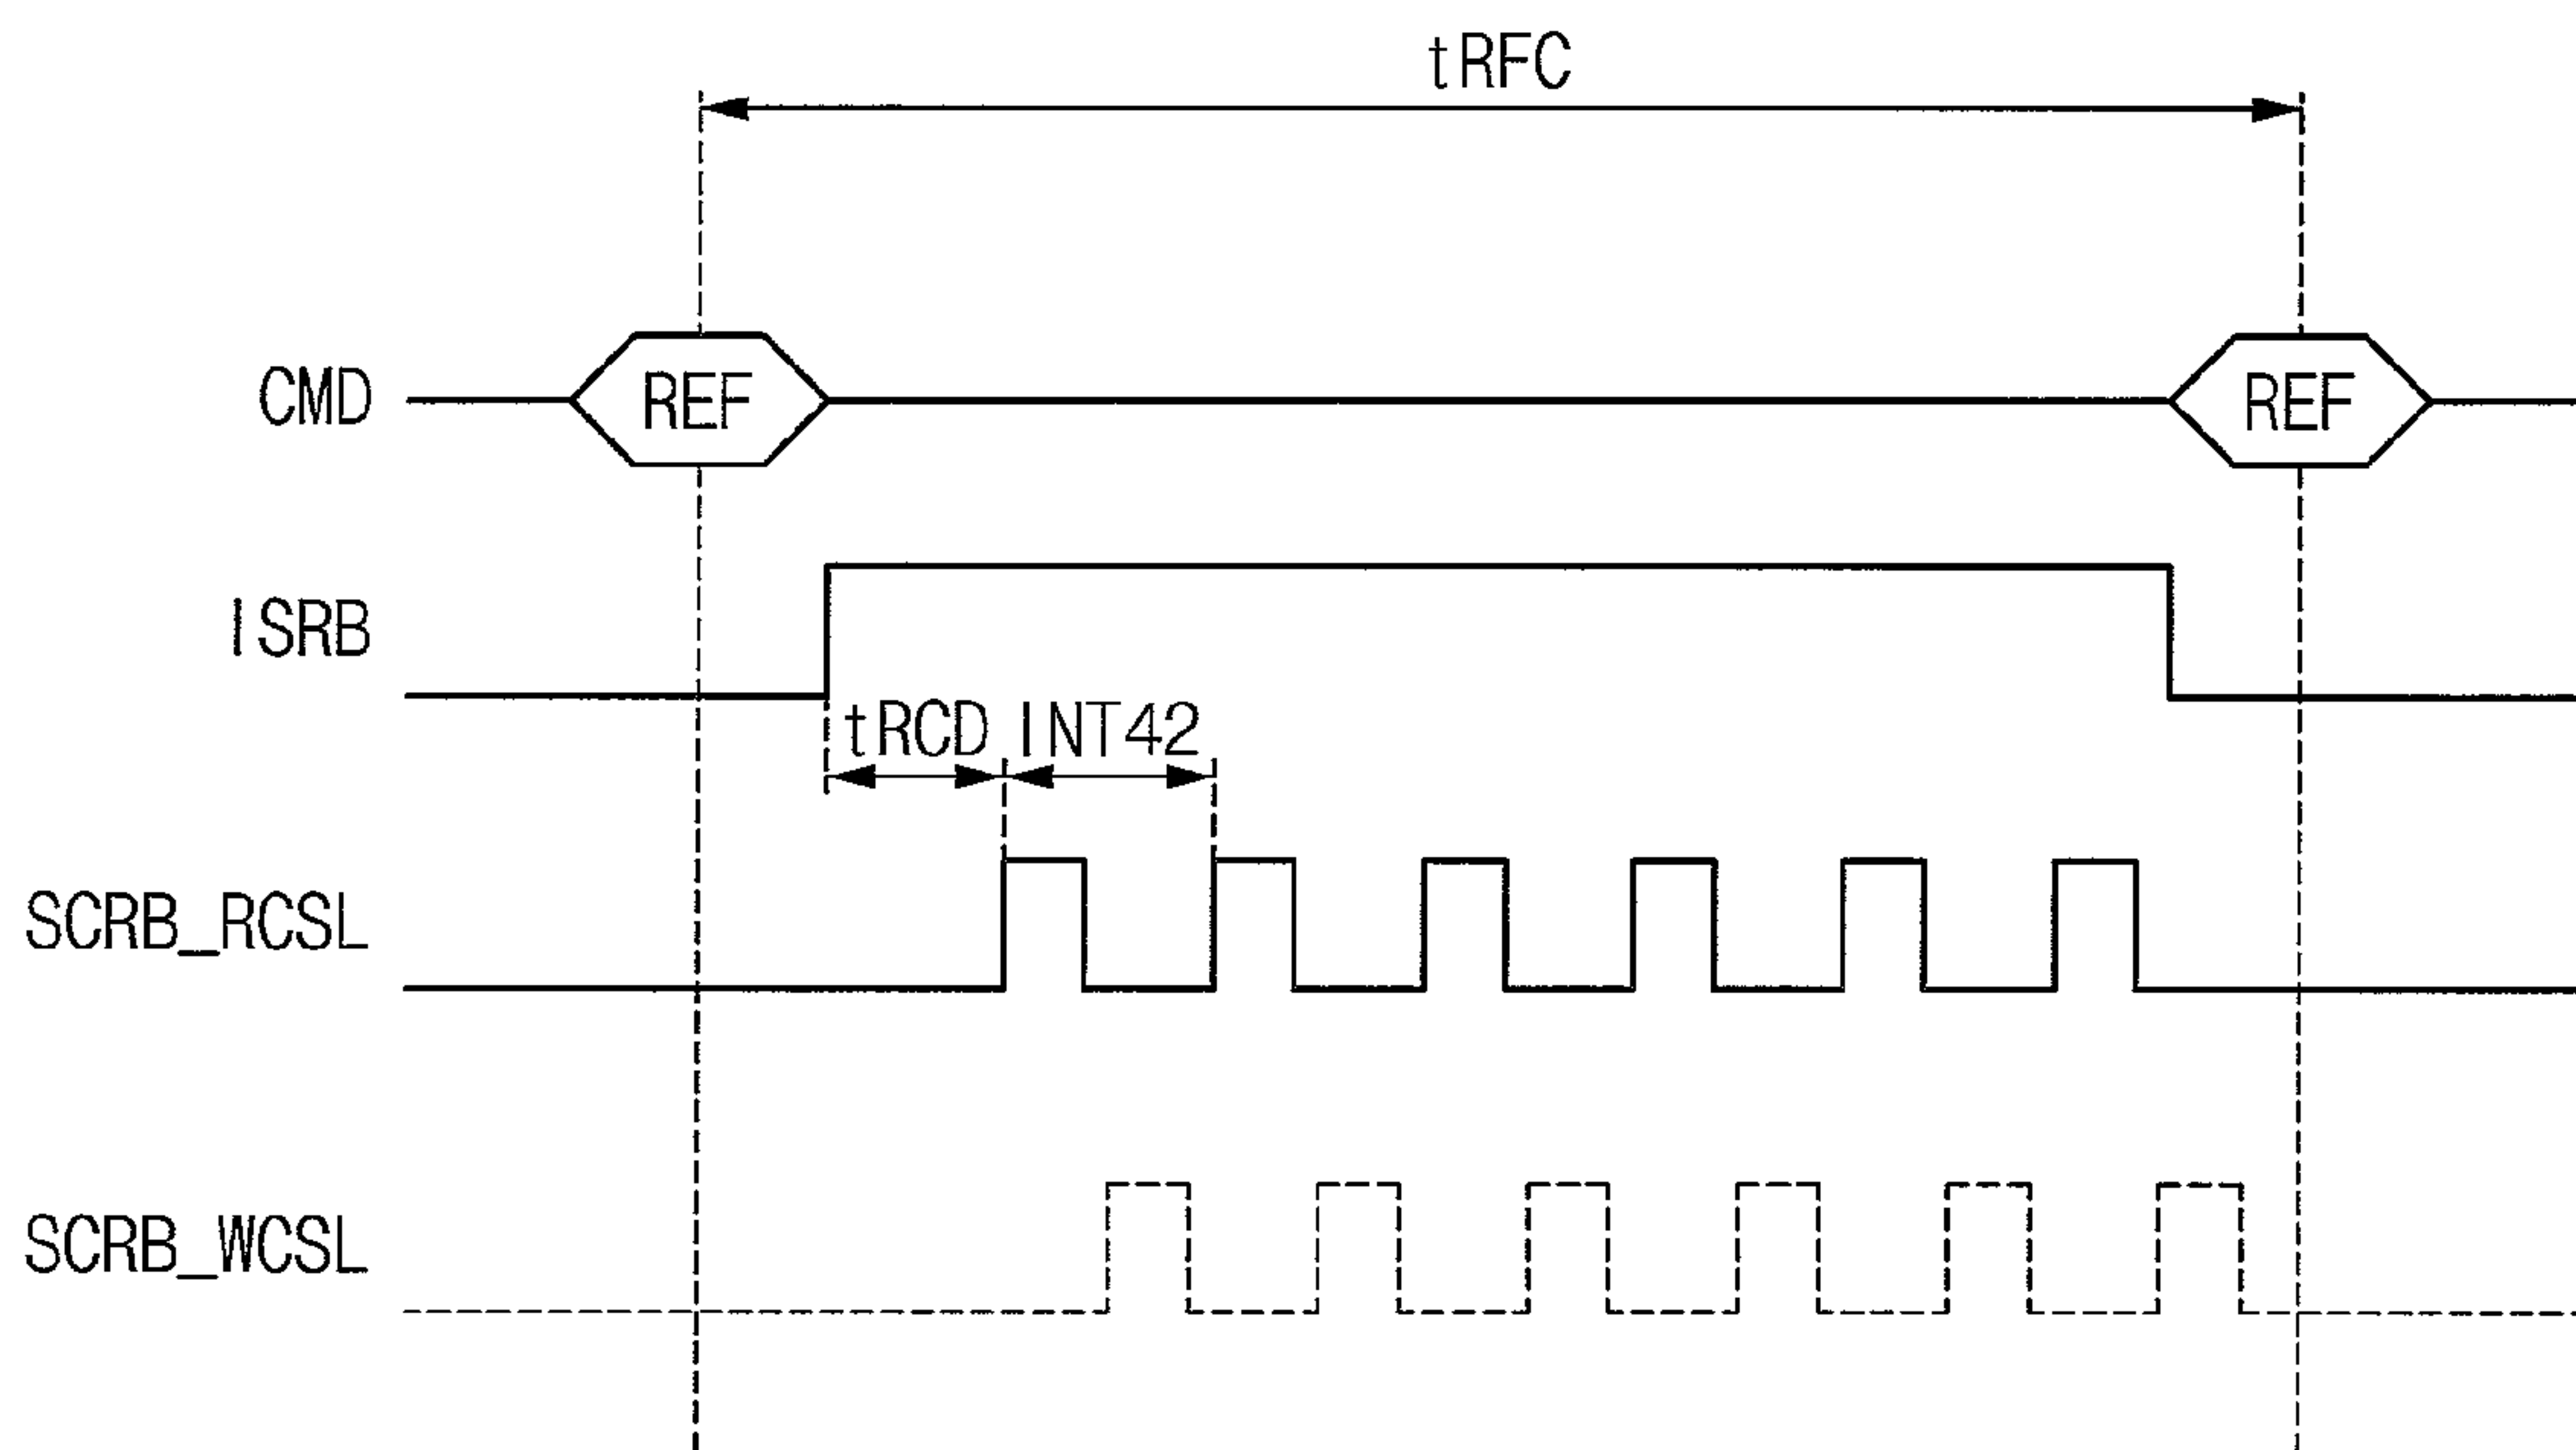 tRFC
CMD REF REF
ISRB
tRCD INT42
SCRB_RCSL
SCRB_WCSL